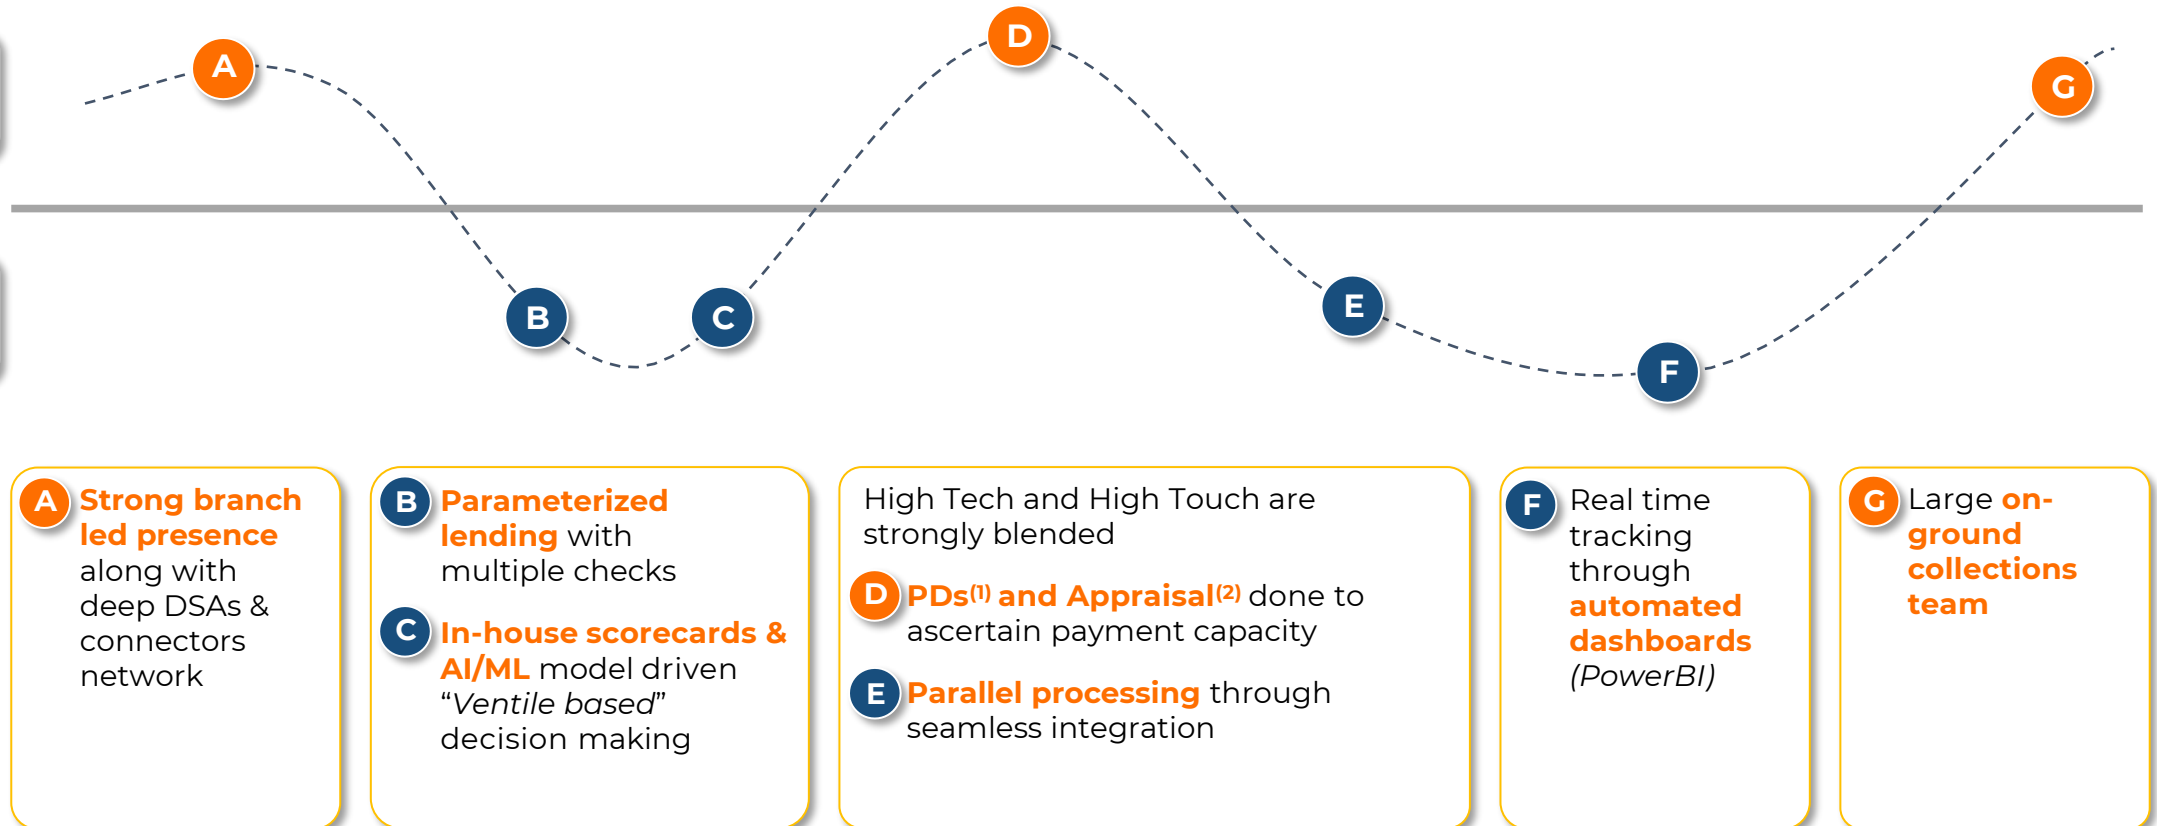 A
D
G
B
C
E
F
A Strong branch
led presence
along with
deep DSAs &
connectors
network
B Parameterized
lending with
multiple checks
C In-house scorecards &
AI/ML model driven
“Ventile based”
decision making
High Tech and High Touch are
strongly blended
D PDs(1) and Appraisal(2) done to
ascertain payment capacity
E Parallel processing through
seamless integration
F Real time
tracking
through
automated
dashboards
(PowerBI)
G Large on-
ground
collections
team